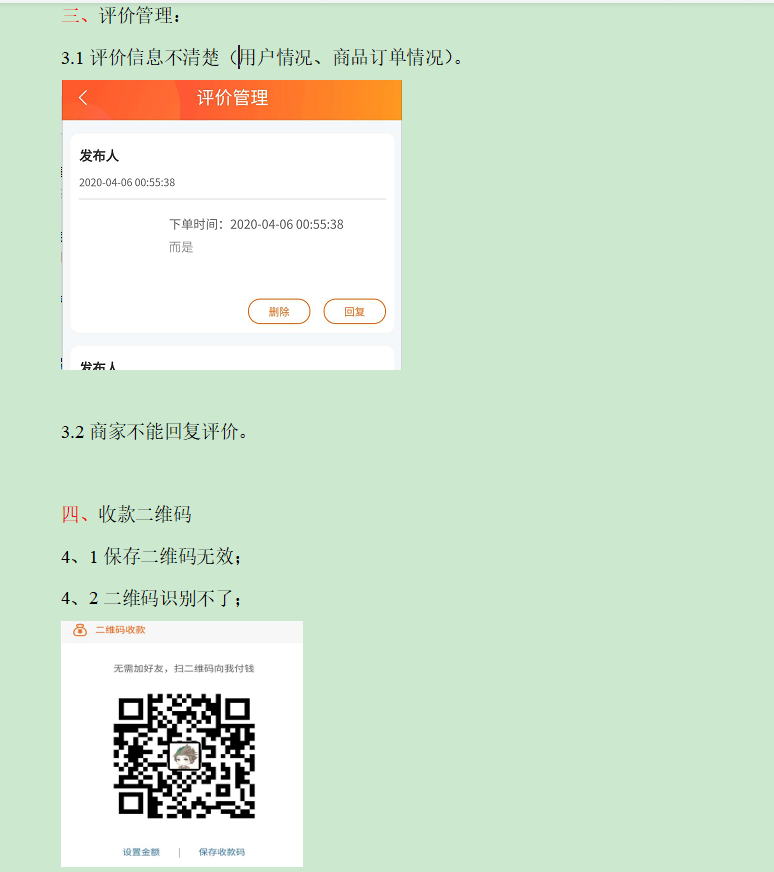 三、评价管理：
3.1 评价信息不清楚（用户情况、商品订单情况）。
评价管理
发布人
2020-04-06 00:55:38
下单时间：2020-04-06 00:55:38
而是
删除 回复
发布人
3.2 商家不能回复评价。
四、收款二维码
4、1 保存二维码无效；
4、2 二维码识别不了；
二维码收款
无需加好友，扫二维码向我付钱
设置金额 | 保存收款码